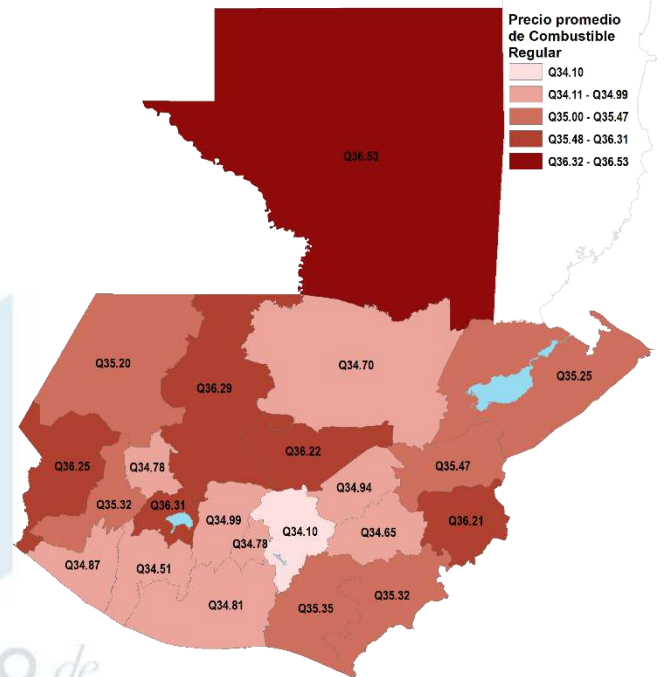 Precio promedio
de Combustible
Regular
Q34.10
Q34.11 - Q34.99
Q35.00 - Q35.47
Q35.48 - Q36.31
Q36.32 - Q36.53
Q36.53
Q35.20
Q36.29
Q34.70
Q35.25
Q36.25
Q34.78
Q36.22
Q35.47
Q35.32
Q36.31
Q34.99
Q34.94
Q34.10
Q34.78
Q34.65
Q36.21
Q34.87
Q34.51
Q34.81
Q35.35
Q35.32
de